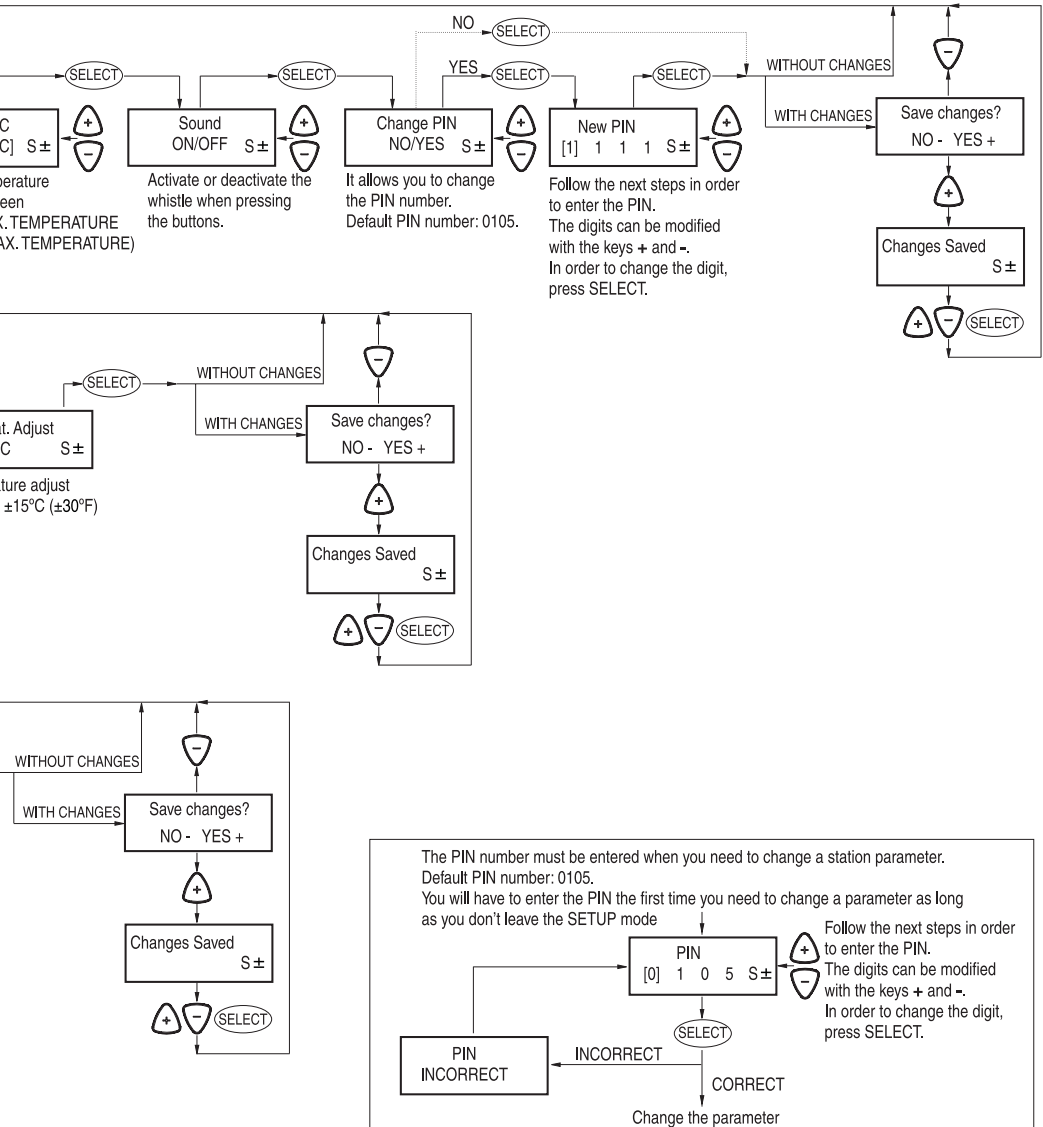 NO
SELECT
YES
SELECT
SELECT
SELECT
SELECT
WITHOUT CHANGES
WITH CHANGES
C
C] S ±
+
-
Sound
ON/OFF S ±
+
-
Change PIN
NO/YES S ±
+
-
New PIN
[1] 1 1 1 S ±
+
-
-
Save changes?
NO - YES +
+
Changes Saved
S ±
+ - SELECT
perature
een
X. TEMPERATURE
AX. TEMPERATURE)
Activate or deactivate the
whistle when pressing
the buttons.
It allows you to change
the PIN number.
Default PIN number: 0105.
Follow the next steps in order
to enter the PIN.
The digits can be modified
with the keys + and -.
In order to change the digit,
press SELECT.
SELECT
WITHOUT CHANGES
WITH CHANGES
at. Adjust
C S ±
ature adjust
±15ºC (±30ºF)
-
Save changes?
NO - YES +
+
Changes Saved
S ±
+ - SELECT
WITHOUT CHANGES
WITH CHANGES
-
Save changes?
NO - YES +
+
Changes Saved
S ±
+ - SELECT
The PIN number must be entered when you need to change a station parameter.
Default PIN number: 0105.
You will have to enter the PIN the first time you need to change a parameter as long
as you don't leave the SETUP mode
PIN
[0] 1 0 5 S ±
+
-
Follow the next steps in order
to enter the PIN.
The digits can be modified
with the keys + and -.
In order to change the digit,
press SELECT.
SELECT
INCORRECT
PIN
INCORRECT
CORRECT
Change the parameter